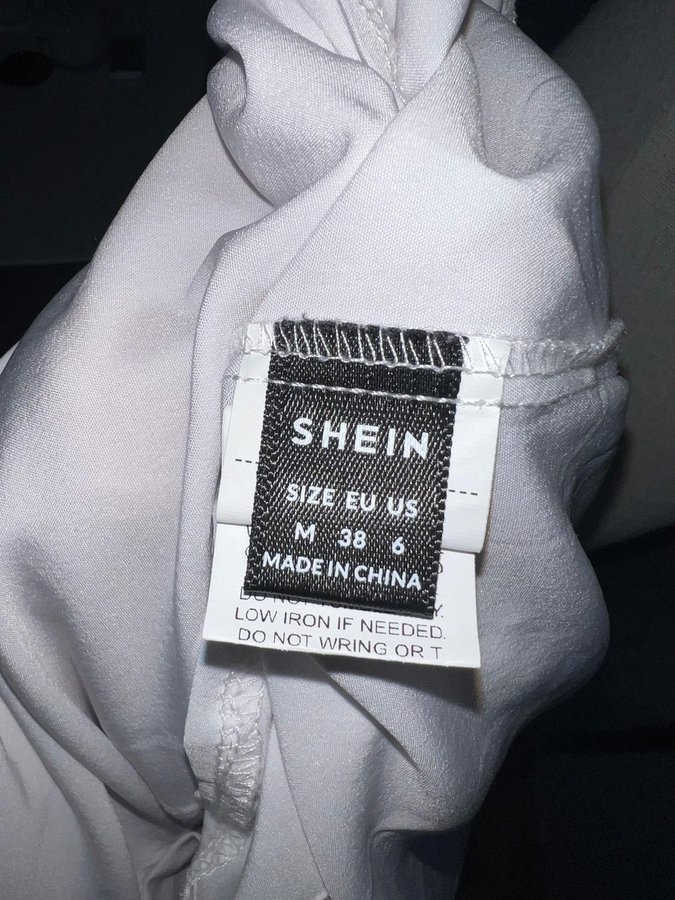 SHEIN
SIZE EU US
M 38 6
MADE IN CHINA
LOW IRON IF NEEDED.
DO NOT WRING OR T